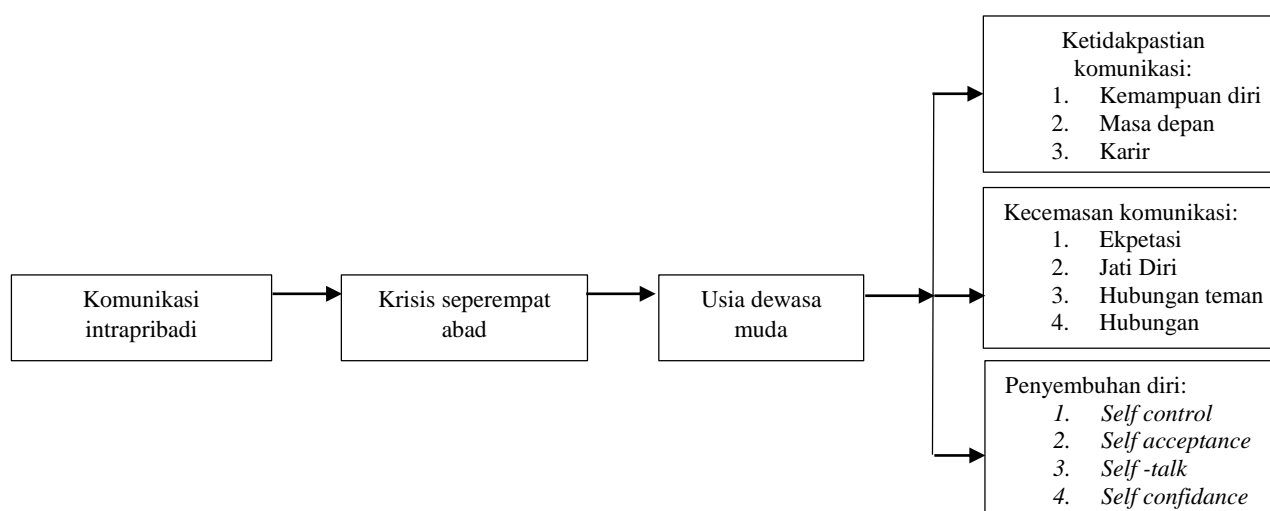 Komunikasi
intrapribadi
Krisis seperempat
abad
Usia dewasa
muda
Ketidakpastian
komunikasi:
1. Kemampuan diri
2. Masa depan
3. Karir
Kecemasan komunikasi:
1. Ekpetasi
2. Jati Diri
3. Hubungan teman
4. Hubungan
Penyembuhan diri:
1. Self control
2. Self acceptance
3. Self -talk
4. Self confidance